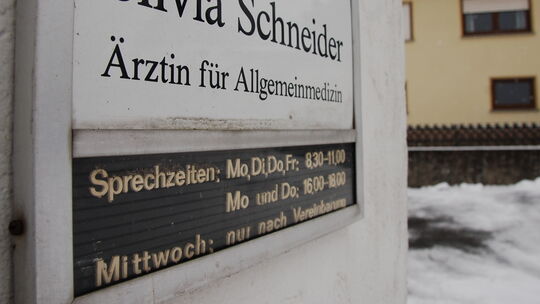 Silvia Schneider
Ärztin für Allgemeinmedizin
Sprechzeiten: Mo,Di,Do,Fr: 8.30-11.00
Mo und Do: 16.00-18.00
Mittwoch: nur nach Vereinbarung